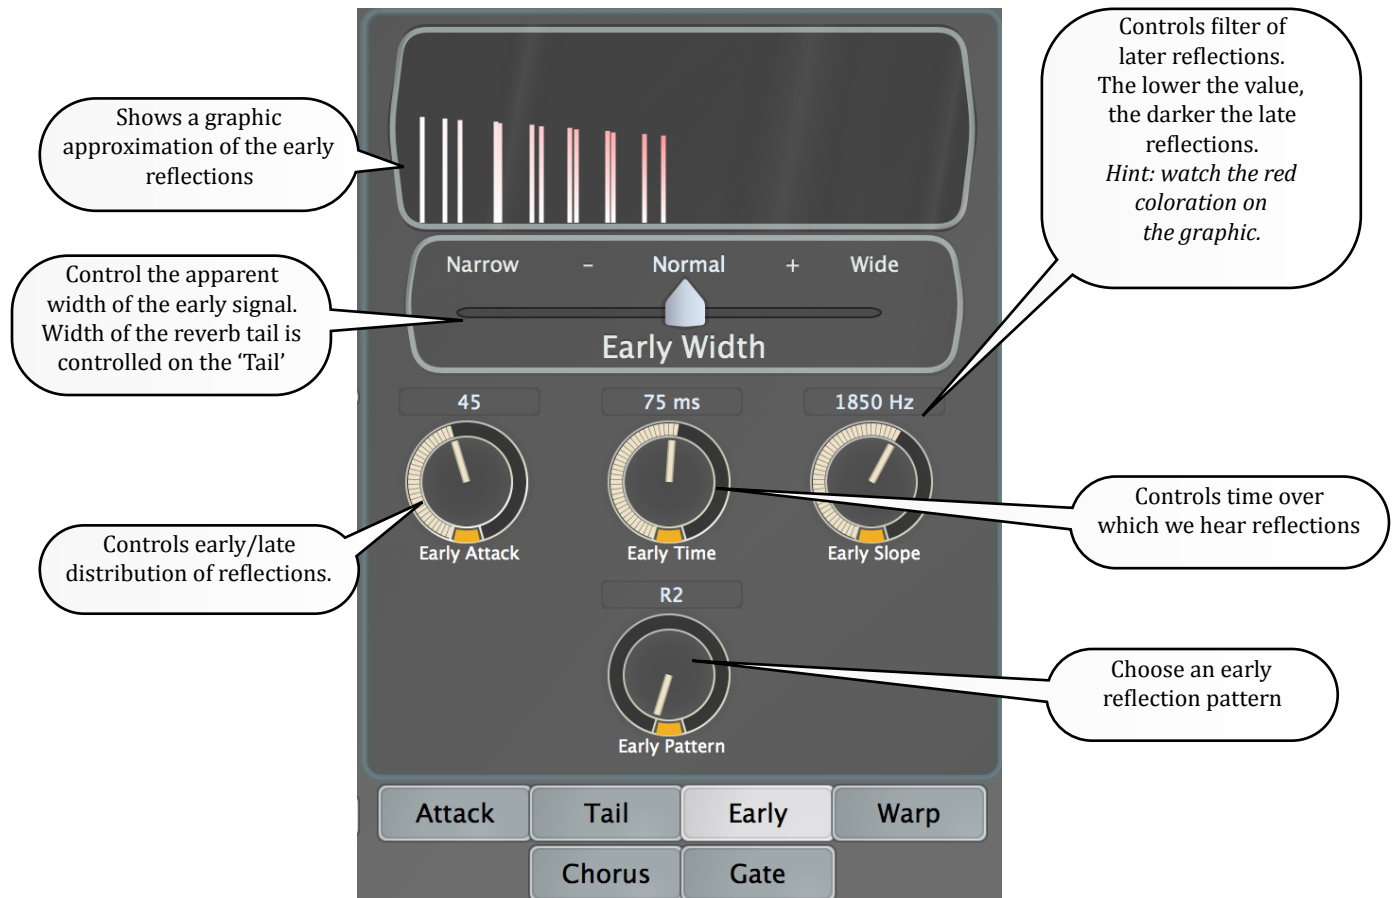 Controls filter of
later reflections.
The lower the value,
the darker the late
reflections.
Hint: watch the red
coloration on
the graphic.
Shows a graphic
approximation of the early
reflections
Control the apparent
width of the early signal.
Width of the reverb tail is
controlled on the ‘Tail’
Narrow – Normal + Wide
Early Width
45 75 ms 1850 Hz
Early Attack Early Time Early Slope
Controls time over
which we hear reflections
Controls early/late
distribution of reflections.
R2
Early Pattern
Choose an early
reflection pattern
Attack Tail Early Warp
Chorus Gate